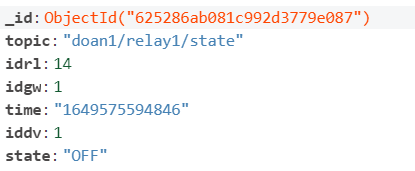 _id: ObjectId("625286ab081c992d3779e087")
topic: "doan1/relay1/state"
idrl: 14
idgw: 1
time: "1649575594846"
iddv: 1
state: "OFF"